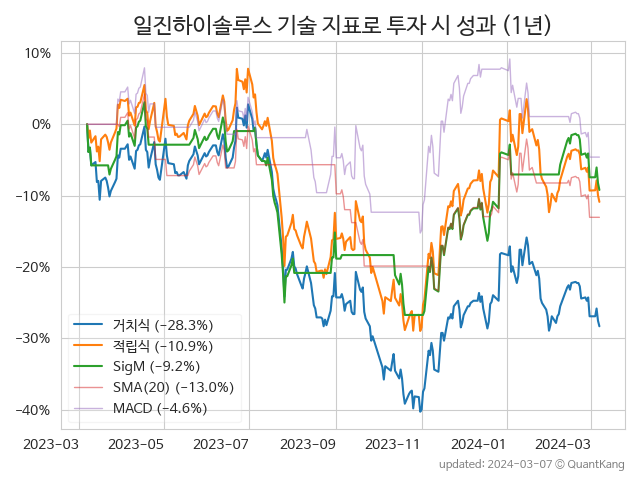 일진하이솔루스 기술 지표로 투자 시 성과 (1년)
10%
0%
−10%
−20%
−30%
−40%
거치식 (−28.3%)
적립식 (−10.9%)
SigM (−9.2%)
SMA(20) (−13.0%)
MACD (−4.6%)
2023−03 2023−05 2023−07 2023−09 2023−11 2024−01 2024−03
updated: 2024−03−07 © QuantKang